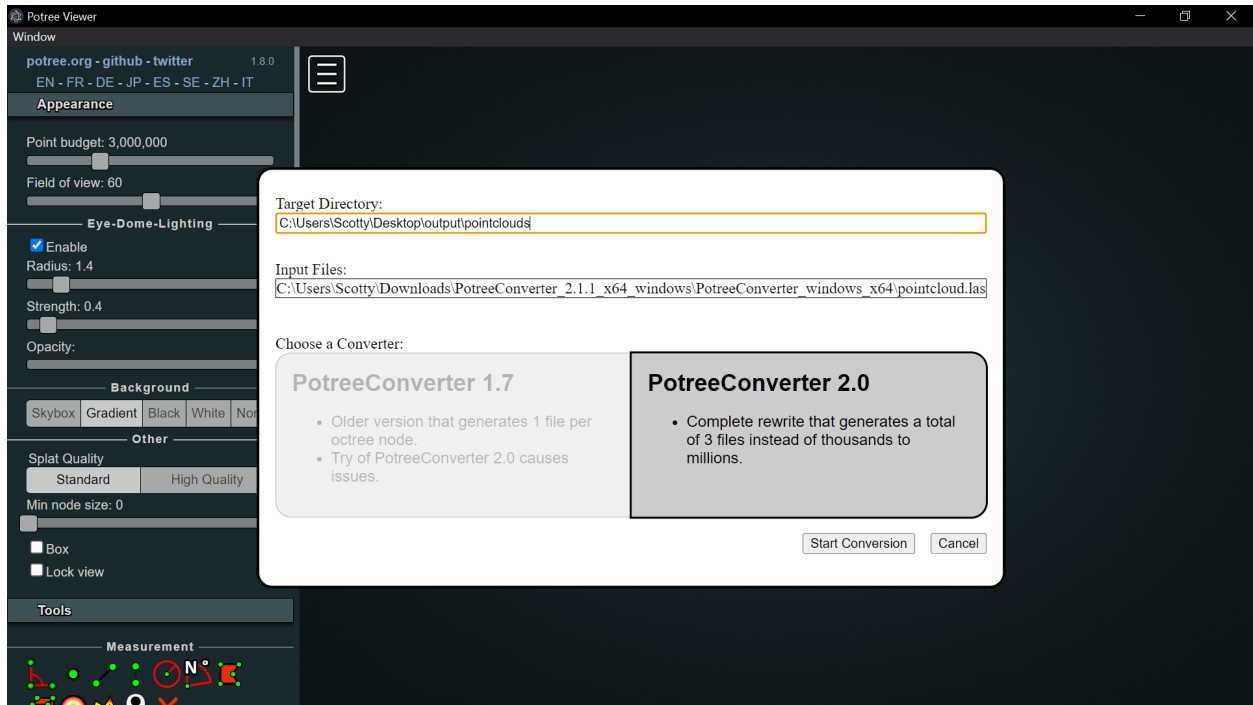 Potree Viewer
Window
potree.org - github - twitter 1.8.0
EN - FR - DE - JP - ES - SE - ZH - IT
Appearance
Point budget: 3,000,000
Field of view: 60
Eye-Dome-Lighting
Enable
Radius: 1.4
Strength: 0.4
Opacity:
Background
Skybox Gradient Black White
Other
Splat Quality
Standard High Quality
Min node size: 0
Box
Lock view
Tools
Measurement
N°
Target Directory:
C:\Users\Scotty\Desktop\output\pointclouds
Input Files:
C:\Users\Scotty\Downloads\PotreeConverter_2.1.1_x64_windows\PotreeConverter_windows_x64\pointcloud.las
Choose a Converter:
PotreeConverter 1.7
• Older version that generates 1 file per
octree node.
• Try of PotreeConverter 2.0 causes
issues.
PotreeConverter 2.0
• Complete rewrite that generates a total
of 3 files instead of thousands to
millions.
Start Conversion Cancel